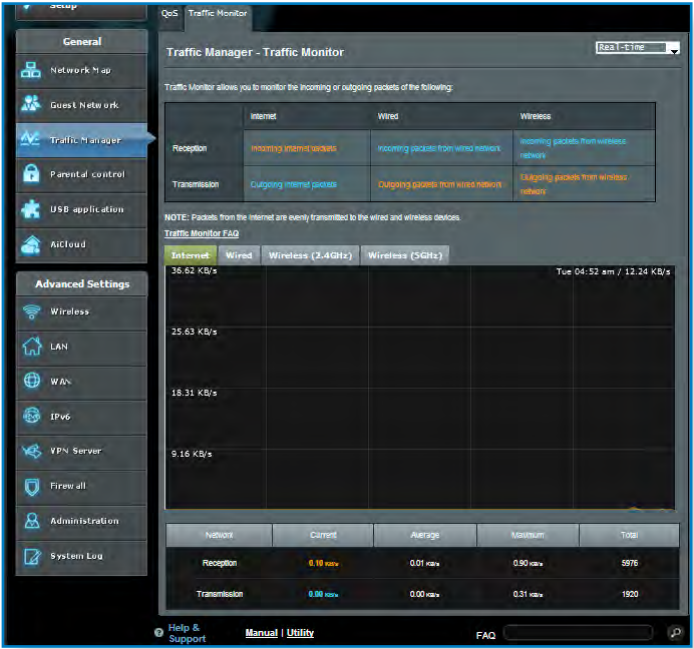 Setup
QoS Traffic Monitor
General
Network Map
Guest Network
Traffic Manager
Parental control
USB application
AiCloud
Advanced Settings
Wireless
LAN
WAN
IPv6
VPN Server
Firewall
Administration
System Log
Traffic Manager - Traffic Monitor
Real-time
Traffic Monitor allows you to monitor the incoming or outgoing packets of the following:
Internet Wired Wireless
Reception Incoming Internet packets Incoming packets from wired network Incoming packets from wireless
network
Transmission Outgoing Internet packets Outgoing packets from wired network Outgoing packets from wireless
network
NOTE: Packets from the Internet are evenly transmitted to the wired and wireless devices.
Traffic Monitor FAQ
Internet Wired Wireless (2.4GHz) Wireless (5GHz)
36.62 KB/s Tue 04:52 am / 12.24 KB/s
25.63 KB/s
18.31 KB/s
9.16 KB/s
Network Current Average Maximum Total
Reception 0.10 KB/s 0.01 KB/s 0.90 KB/s 5976
Transmission 0.00 KB/s 0.00 KB/s 0.31 KB/s 1920
Help &
Support
Manual | Utility
FAQ